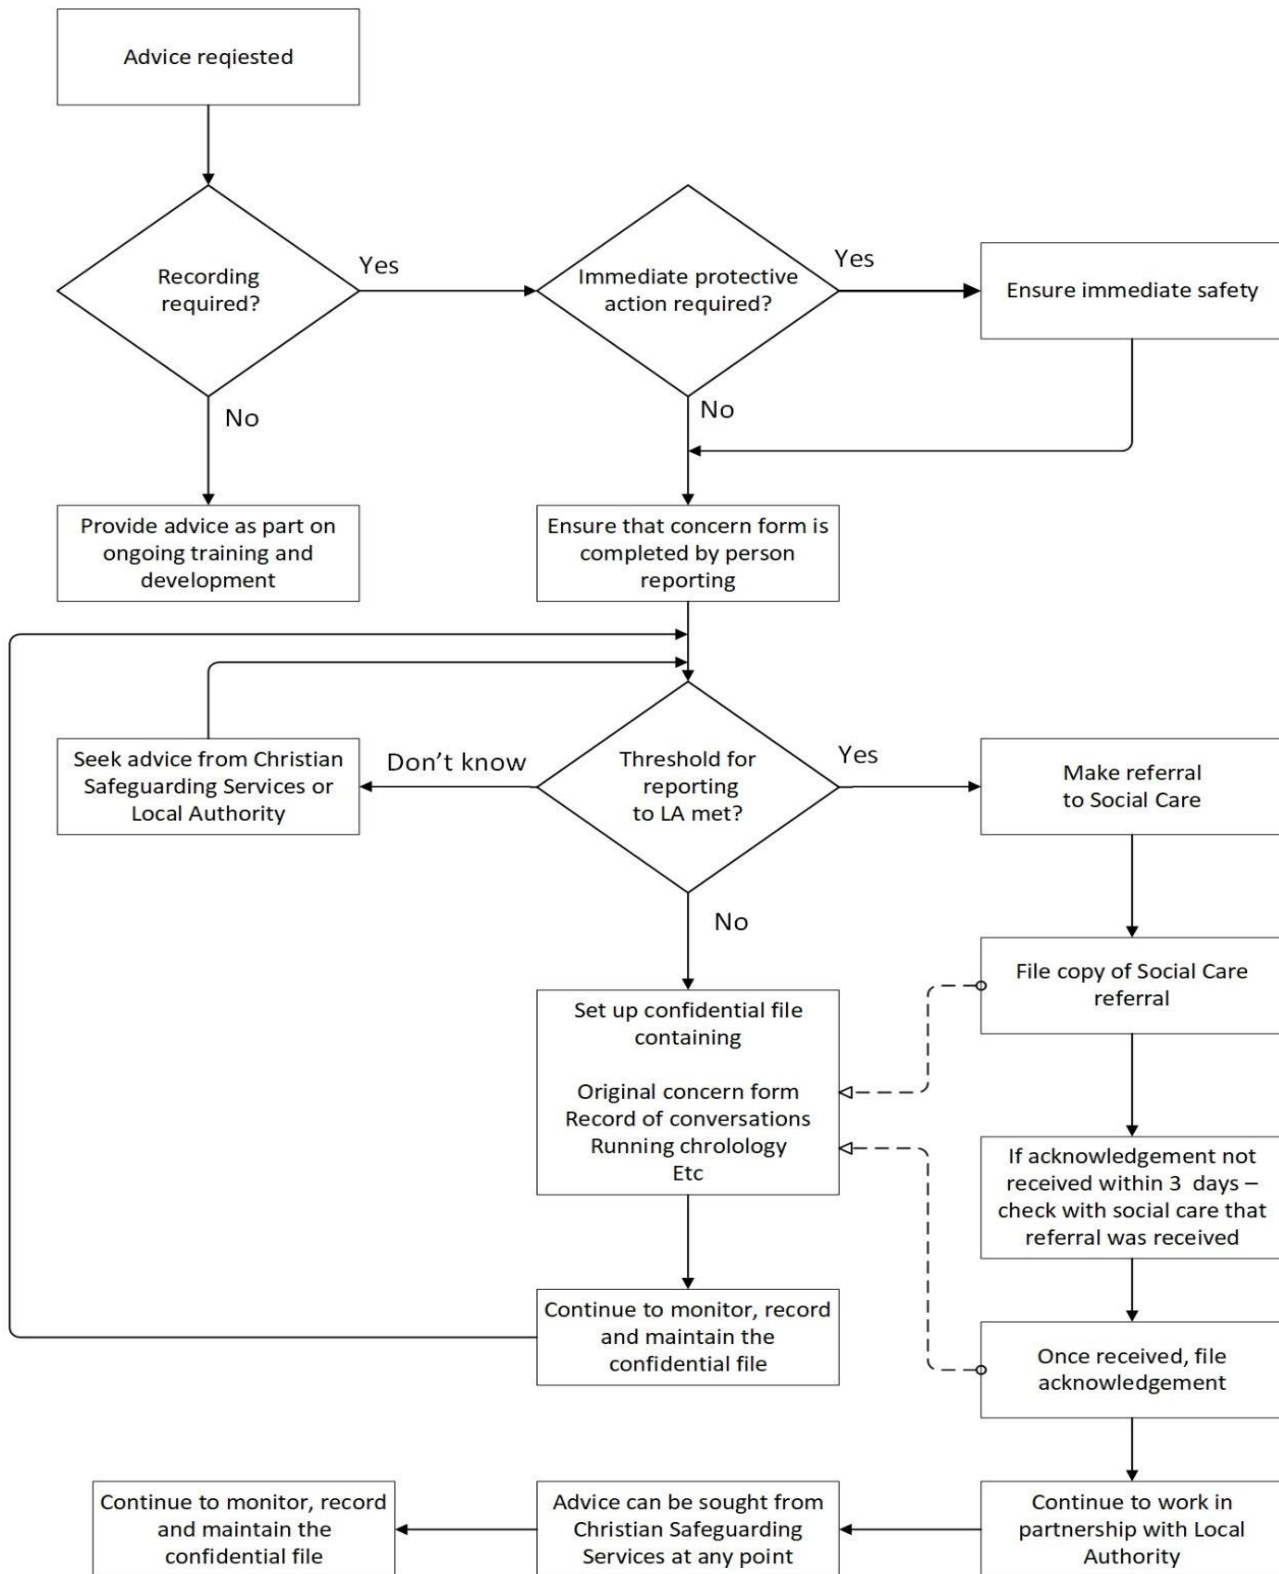 Advice reqiested
Recording
required?
Yes
Immediate protective
action required?
Yes
Ensure immediate safety
No
No
Provide advice as part on
ongoing training and
development
Ensure that concern form is
completed by person
reporting
Seek advice from Christian
Safeguarding Services or
Local Authority
Don’t know
Threshold for
reporting
to LA met?
Yes
Make referral
to Social Care
No
File copy of Social Care
referral
Set up confidential file
containing
Original concern form
Record of conversations
Running chrolology
Etc
If acknowledgement not
received within 3 days –
check with social care that
referral was received
Continue to monitor, record
and maintain the
confidential file
Once received, file
acknowledgement
Continue to monitor, record
and maintain the
confidential file
Advice can be sought from
Christian Safeguarding
Services at any point
Continue to work in
partnership with Local
Authority